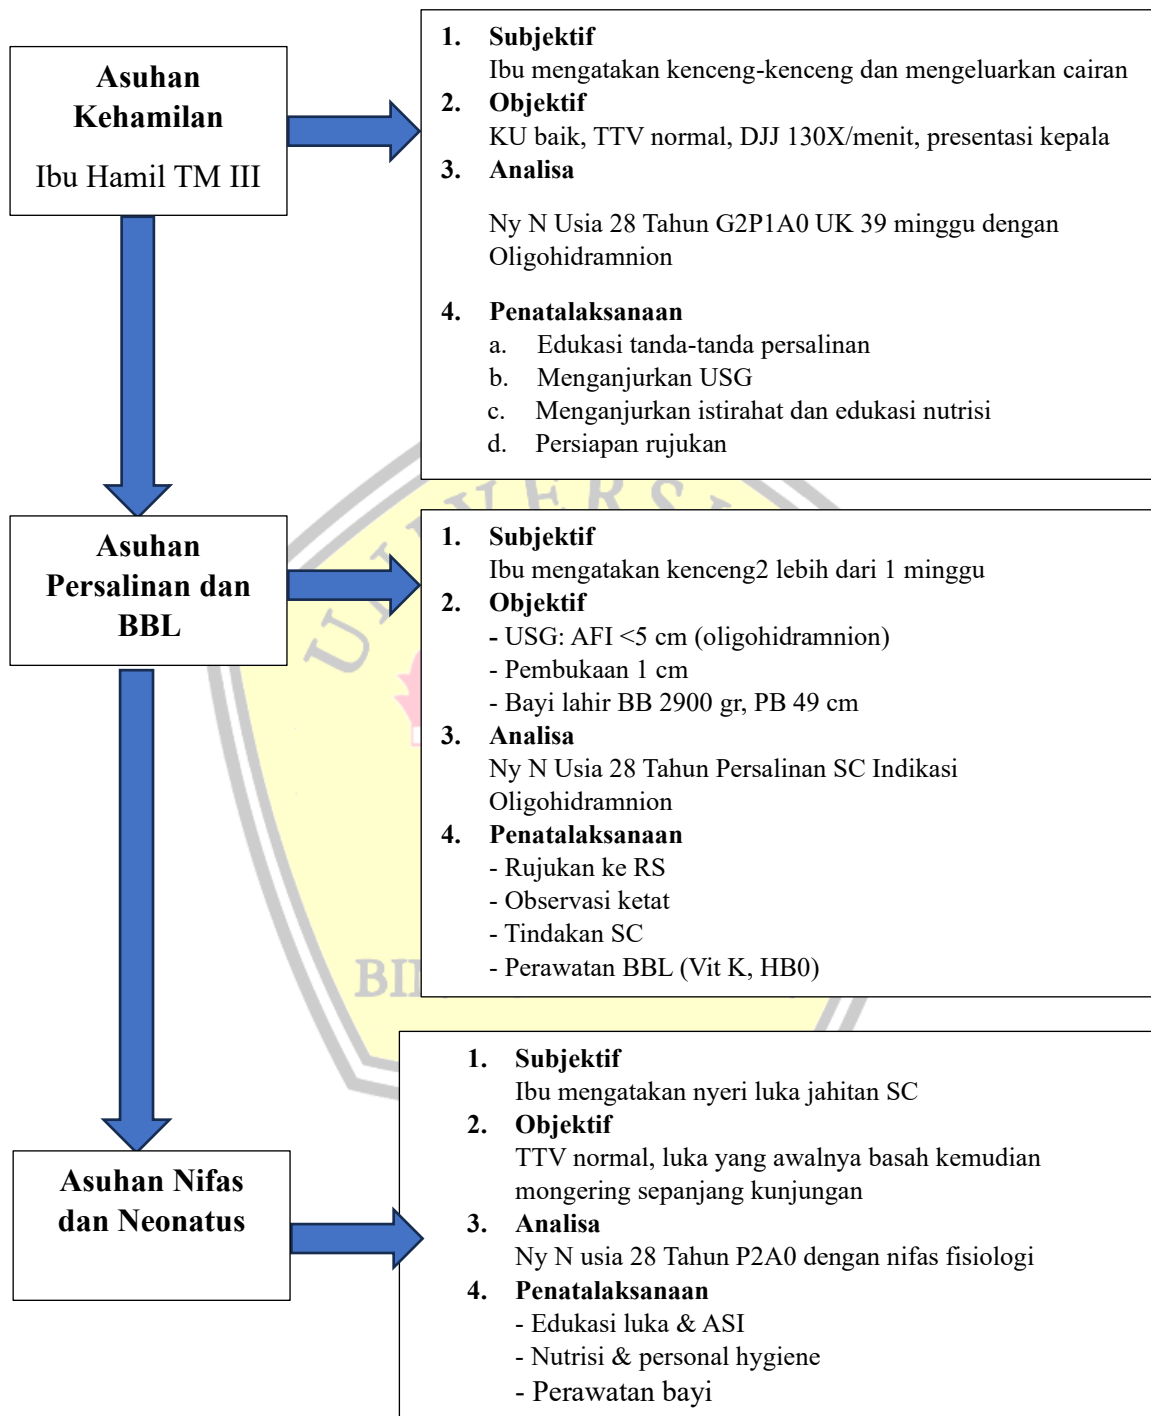 Asuhan
Kehamilan
Ibu Hamil TM III
1. Subjektif
Ibu mengatakan kenceng-kenceng dan mengeluarkan cairan
2. Objektif
KU baik, TTV normal, DJJ 130X/menit, presentasi kepala
3. Analisa
Ny N Usia 28 Tahun G2P1A0 UK 39 minggu dengan
Oligohidramnion
4. Penatalaksanaan
a. Edukasi tanda-tanda persalinan
b. Menganjurkan USG
c. Menganjurkan istirahat dan edukasi nutrisi
d. Persiapan rujukan
Asuhan
Persalinan dan
BBL
1. Subjektif
Ibu mengatakan kenceng2 lebih dari 1 minggu
2. Objektif
- USG: AFI <5 cm (oligohidramnion)
- Pembukaan 1 cm
- Bayi lahir BB 2900 gr, PB 49 cm
3. Analisa
Ny N Usia 28 Tahun Persalinan SC Indikasi
Oligohidramnion
4. Penatalaksanaan
- Rujukan ke RS
- Observasi ketat
- Tindakan SC
- Perawatan BBL (Vit K, HB0)
Asuhan Nifas
dan Neonatus
1. Subjektif
Ibu mengatakan nyeri luka jahitan SC
2. Objektif
TTV normal, luka yang awalnya basah kemudian
mongering sepanjang kunjungan
3. Analisa
Ny N usia 28 Tahun P2A0 dengan nifas fisiologi
4. Penatalaksanaan
- Edukasi luka & ASI
- Nutrisi & personal hygiene
- Perawatan bayi